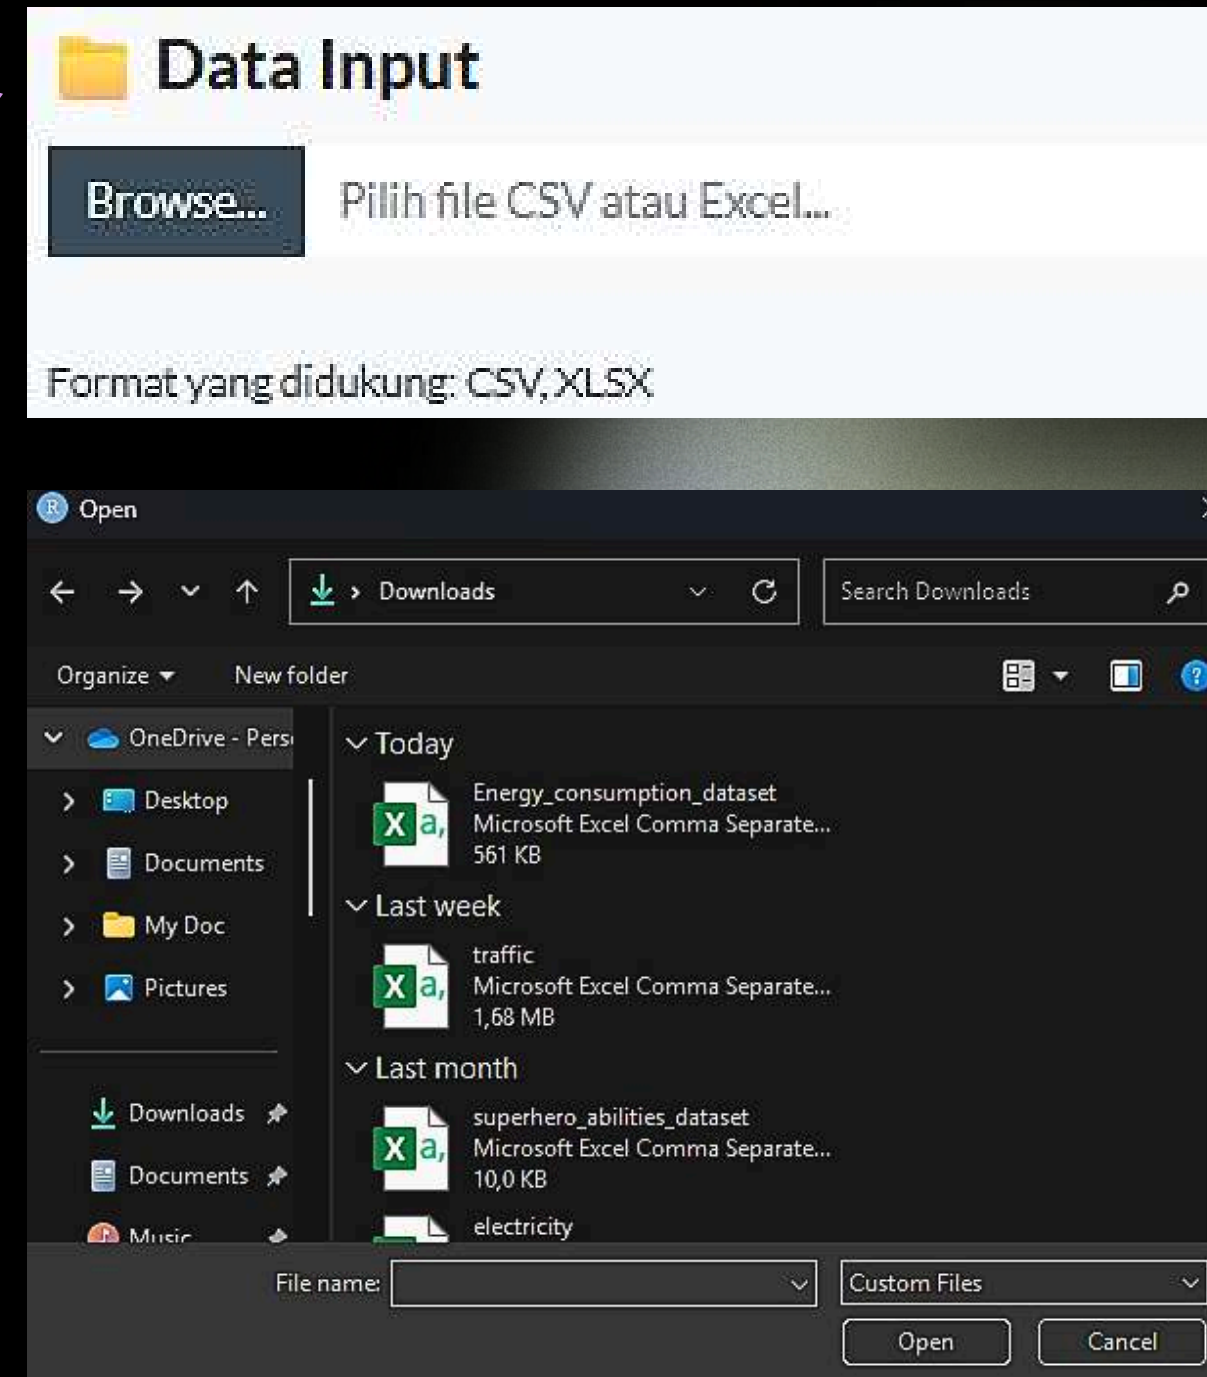 Data Input
Browse... Pilih file CSV atau Excel...
Format yang didukung: CSV, XLSX
R Open
Downloads Search Downloads
Organize New folder
OneDrive - Pers
Desktop
Documents
My Doc
Pictures
Downloads
Documents
Music
Today
Energy_consumption_dataset
Microsoft Excel Comma Separate...
561 KB
Last week
traffic
Microsoft Excel Comma Separate...
1,68 MB
Last month
superhero_abilities_dataset
Microsoft Excel Comma Separate...
10,0 KB
electricity
File name: Custom Files
Open Cancel